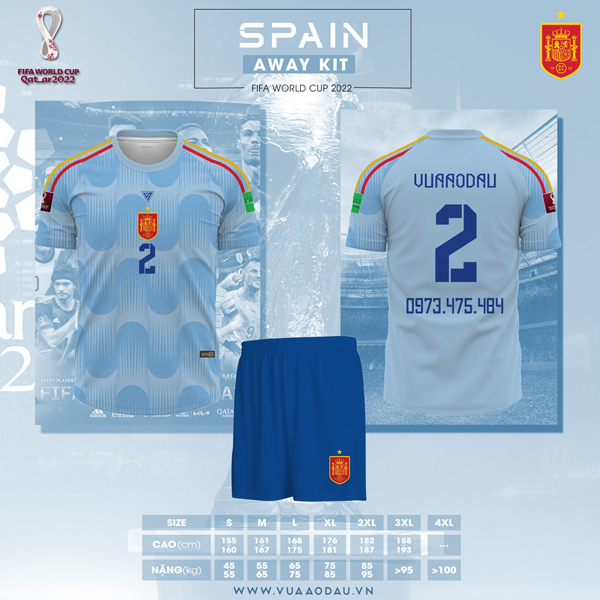 SPAIN
AWAY KIT
FIFA WORLD CUP 2022
FIFA WORLD CUP
Qat_ar2022
2
VUAAODAU
2
0973.475.484
SIZE S M L XL 2XL 3XL 4XL
CAO(cm) 155 160 161 167 168 175 176 181 182 187 188 193 ...
NẶNG(kg) 45 55 55 65 65 75 75 85 85 95 >95 >100
WWW.VUAAODAU.VN